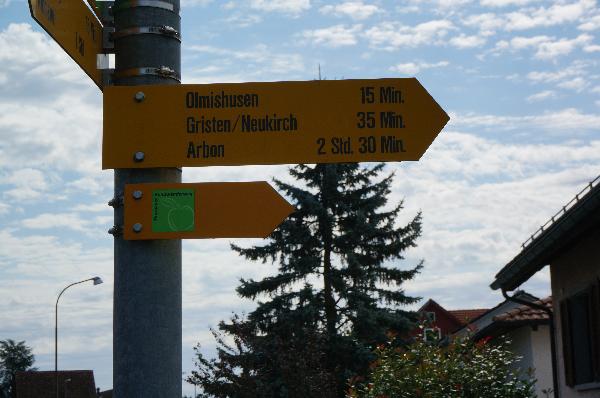 Olmishusen 15 Min.
Gristen/Neukirch 35 Min.
Arbon 2 Std. 30 Min.